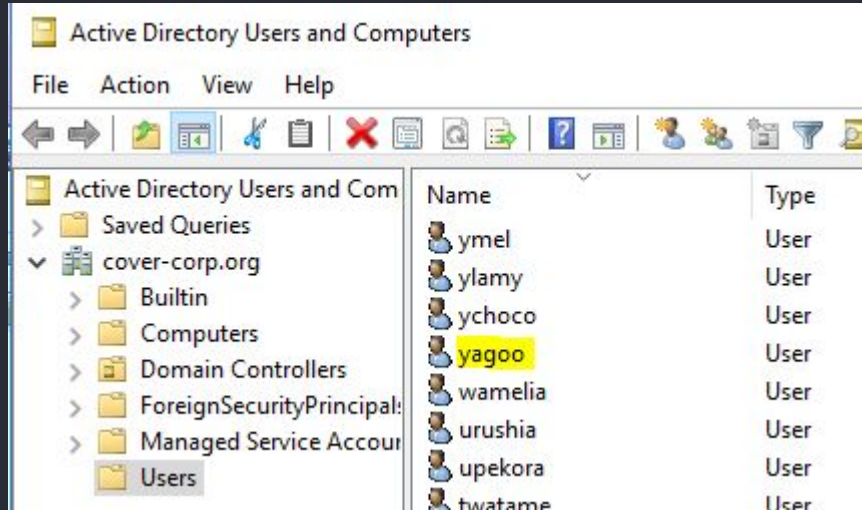 Active Directory Users and Computers
File Action View Help
Active Directory Users and Com
Saved Queries
cover-corp.org
Builtin
Computers
Domain Controllers
ForeignSecurityPrincipals
Managed Service Accour
Users
Name Type
ymel User
ylamy User
ychoco User
yagoo User
wamelia User
urushia User
upekora User
twatame User